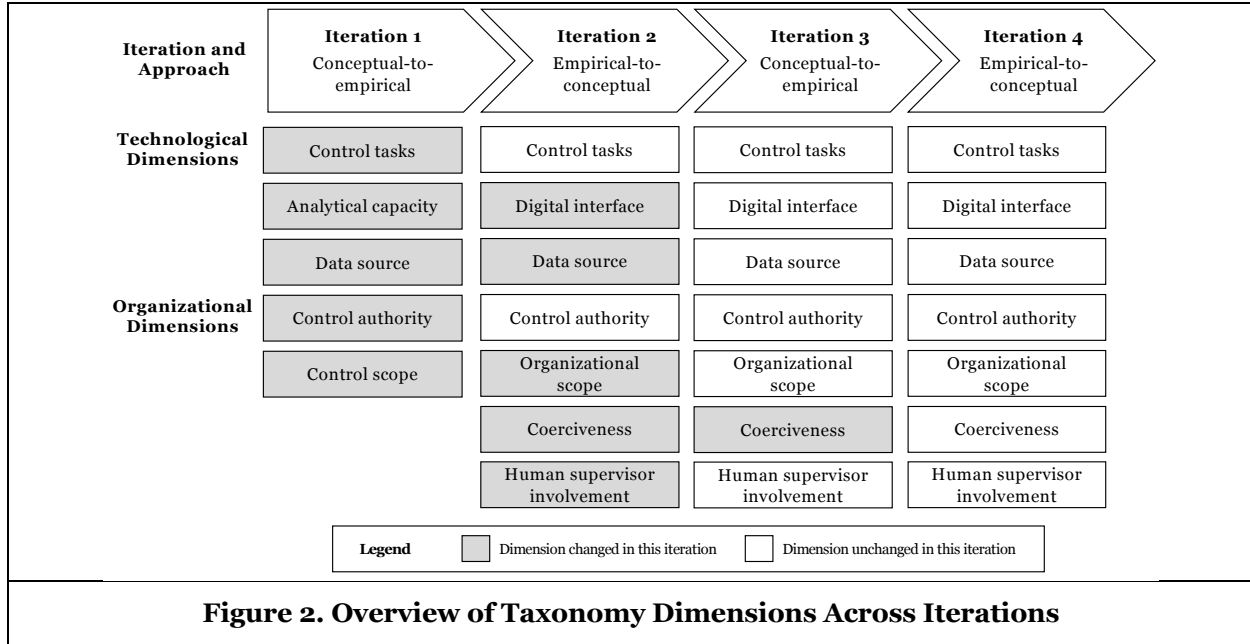 Iteration and
Approach
Iteration 1
Conceptual-to-
empirical
Iteration 2
Empirical-to-
conceptual
Iteration 3
Conceptual-to-
empirical
Iteration 4
Empirical-to-
conceptual
Technological
Dimensions
Control tasks
Control tasks
Control tasks
Control tasks
Analytical capacity
Digital interface
Digital interface
Digital interface
Data source
Data source
Data source
Data source
Organizational
Dimensions
Control authority
Control authority
Control authority
Control authority
Control scope
Organizational
scope
Organizational
scope
Organizational
scope
Coerciveness
Coerciveness
Coerciveness
Human supervisor
involvement
Human supervisor
involvement
Human supervisor
involvement
Legend
Dimension changed in this iteration
Dimension unchanged in this iteration
Figure 2. Overview of Taxonomy Dimensions Across Iterations